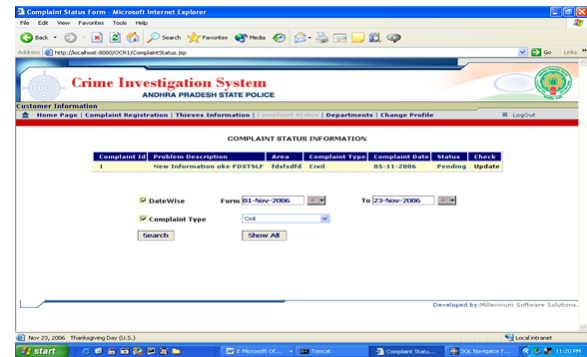 Complaint Status Form - Microsoft Internet Explorer
File Edit View Favorites Tools Help
Back Search Favorites Media
Address http://localhost:8080/OCR1/ComplaintStatus.jsp Go Links
Crime Investigation System
ANDHRA PRADESH STATE POLICE
Customer Information
Home Page | Complaint Registration | Thieves Information | Complaint Status | Departments | Change Profile LogOut
COMPLAINT STATUS INFORMATION
Complaint Id Problem Description Area Complaint Type Complaint Date Status Check
1 New Information oke FDXTSLF fdsfsdfd Civil 05-11-2006 Pending Update
DateWise Form 01-Nov-2006 To 23-Nov-2006
Complaint Type Civil
Search Show All
Developed by:Millennium Software Solutions.
Nov 23, 2006 Thanksgiving Day (U.S.) Local intranet
start 2 Microsoft Of... Tomcat Complaint Statu... SQL Navigator f... 11:20 PM